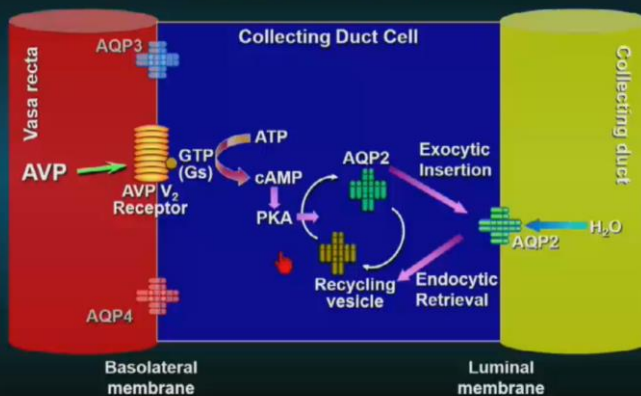 Collecting Duct Cell
Vasa recta
AQP3
AVP
AVP V2
Receptor
GTP
(Gs)
ATP
cAMP
PKA
AQP2
Exocytic
Insertion
AQP2
H2O
Recycling
vesicle
Endocytic
Retrieval
AQP4
Collecting duct
Basolateral
membrane
Luminal
membrane